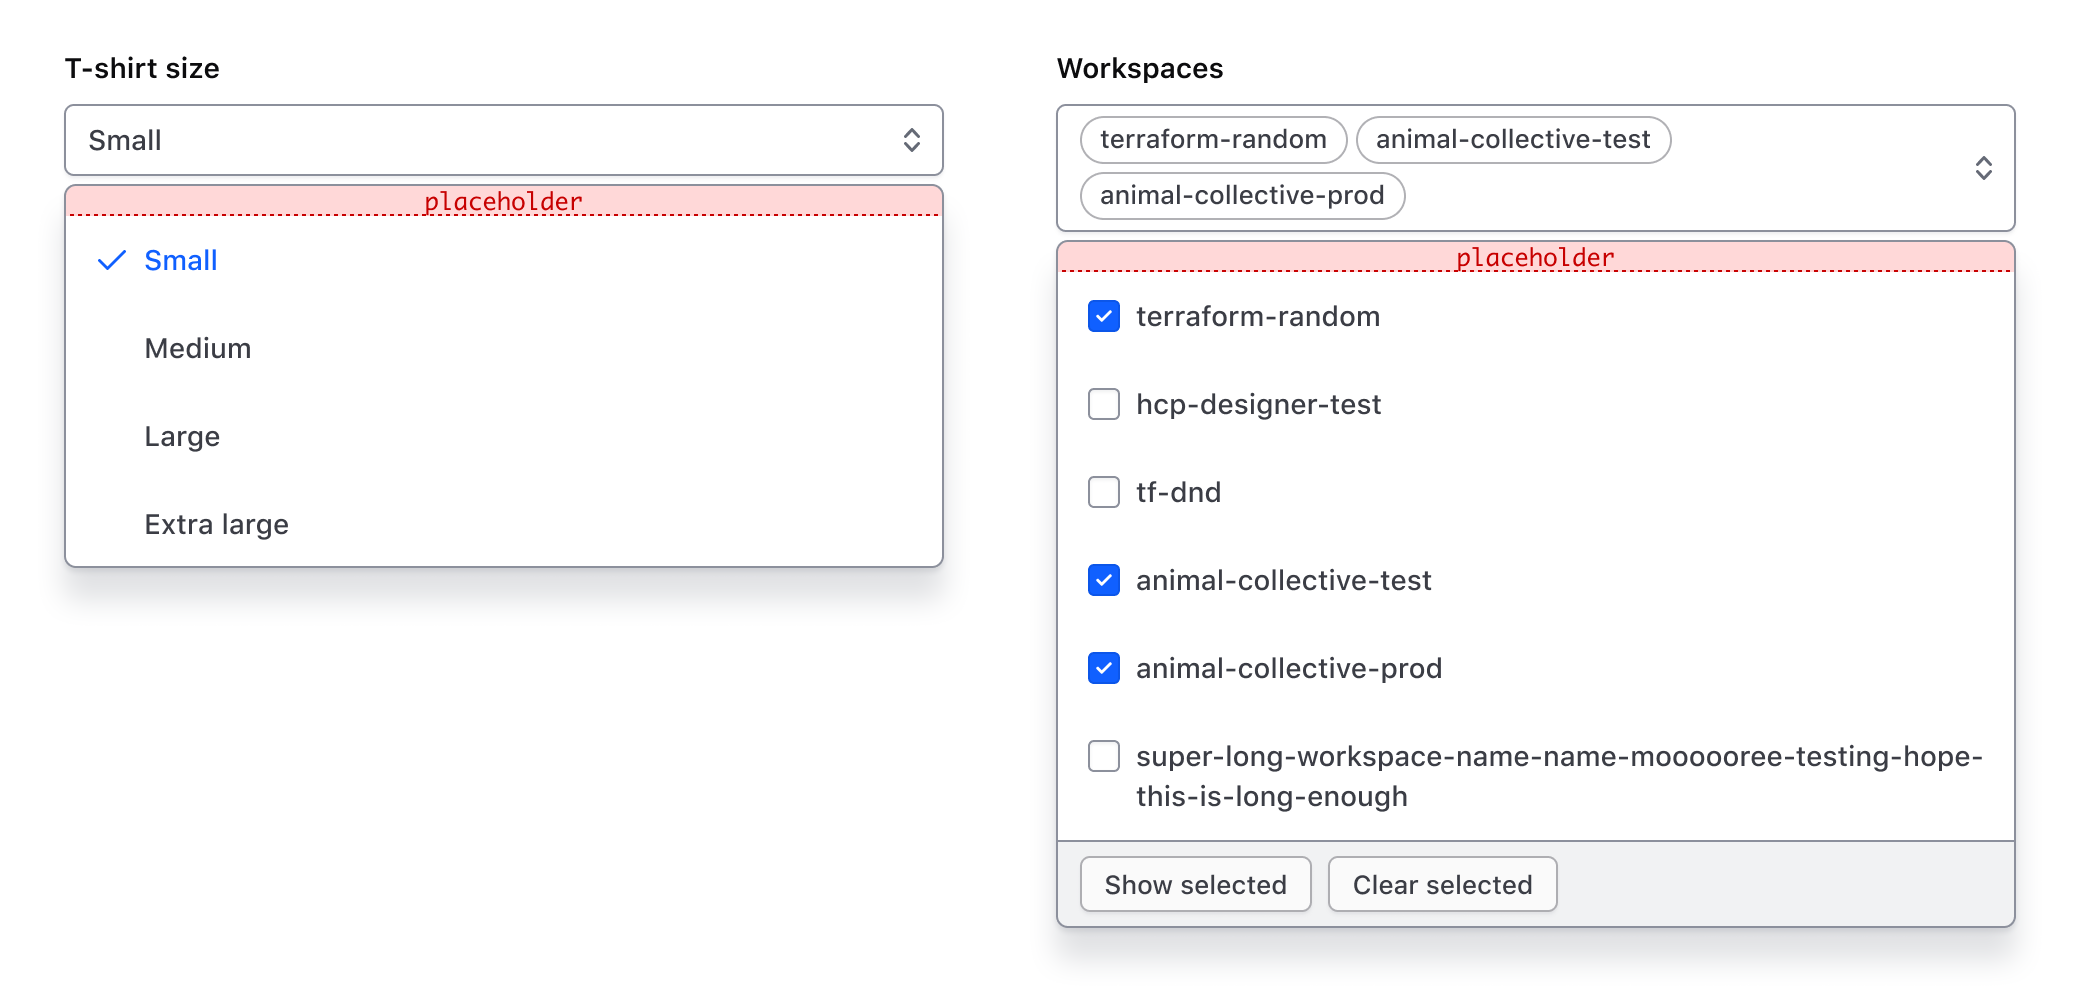 T-shirt size
Small
placeholder
Small
Medium
Large
Extra large
Workspaces
terraform-random animal-collective-test
animal-collective-prod
placeholder
terraform-random
hcp-designer-test
tf-dnd
animal-collective-test
animal-collective-prod
super-long-workspace-name-name-moooooree-testing-hope-
this-is-long-enough
Show selected Clear selected